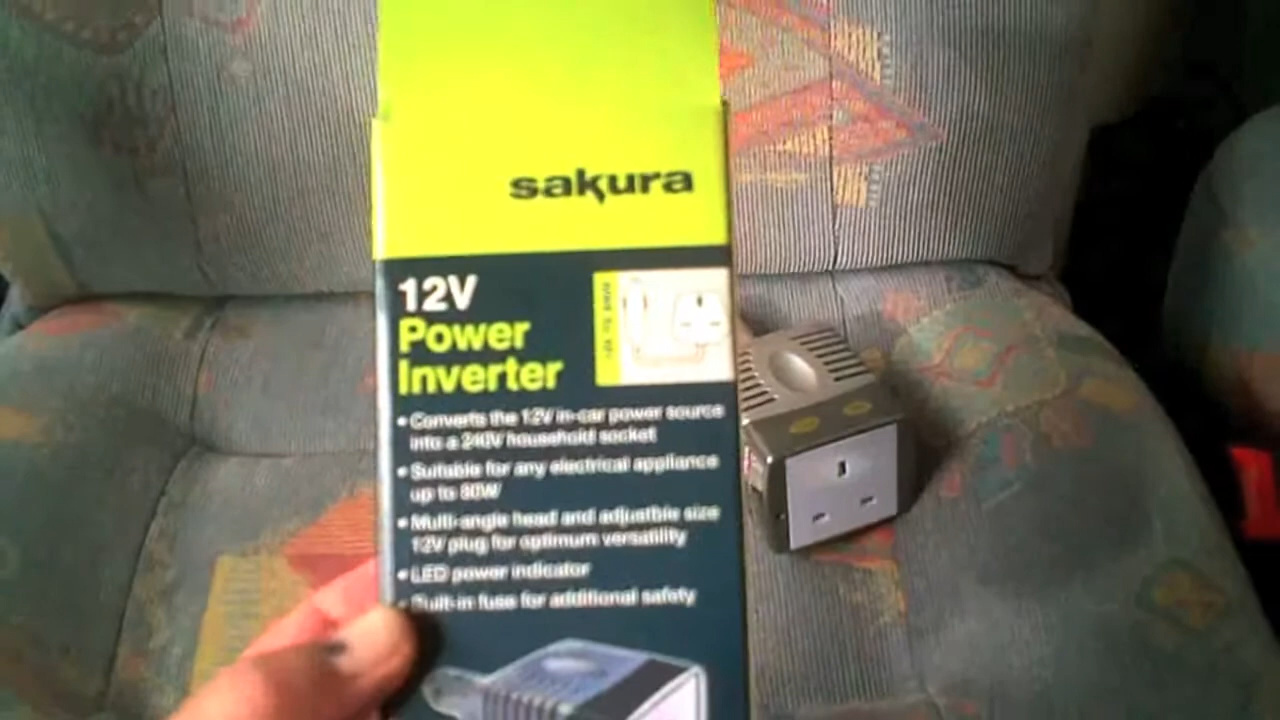 sakura
12V
Power
Inverter
• Converts the 12V in-car power source
into a 240V household socket
• Suitable for any electrical appliance
up to 80W
• Multi-angle head and adjustble size
12V plug for optimum versatility
• LED power indicator
• Built-in fuse for additional safety